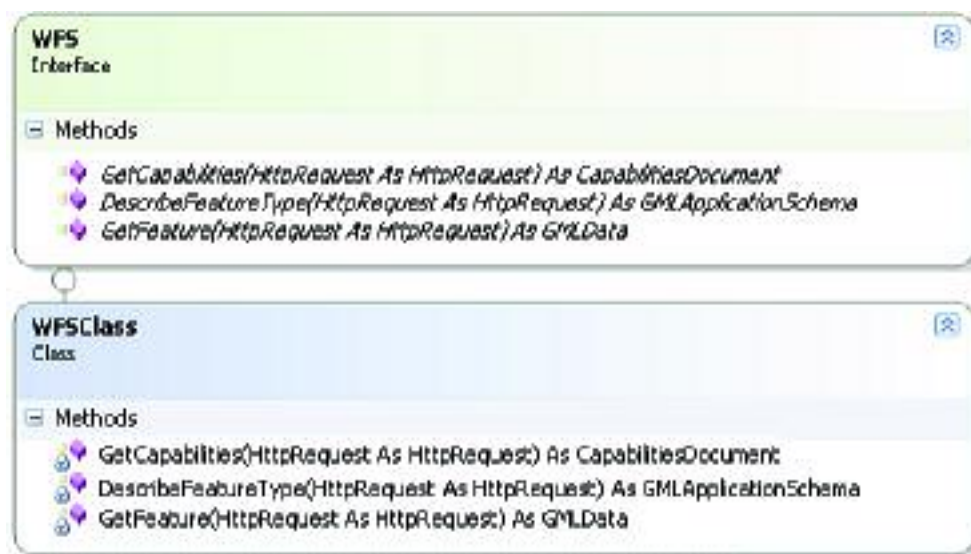 WFS
Interface
Methods
GetCapabilities(HttpRequest As HttpRequest) As CapabilitiesDocument
DescribeFeatureType(HttpRequest As HttpRequest) As GMLApplicationSchema
GetFeature(HttpRequest As HttpRequest) As GMLData
WFSClass
Class
Methods
GetCapabilities(HttpRequest As HttpRequest) As CapabilitiesDocument
DescribeFeatureType(HttpRequest As HttpRequest) As GMLApplicationSchema
GetFeature(HttpRequest As HttpRequest) As GMLData